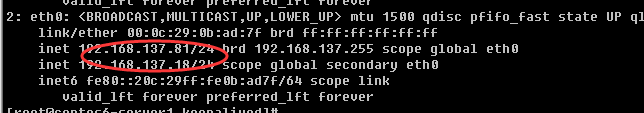 valid_lft forever preferred_lft forever
2: eth0: <BROADCAST,MULTICAST,UP,LOWER_UP> mtu 1500 qdisc pfifo_fast state UP ql
link/ether 00:0c:29:0b:ad:7f brd ff:ff:ff:ff:ff:ff
inet 192.168.137.81/24 brd 192.168.137.255 scope global eth0
inet 192.168.137.18/24 scope global secondary eth0
inet6 fe80::20c:29ff:fe0b:ad7f/64 scope link
valid_lft forever preferred_lft forever
[root@centos6-server1 keepalived]#